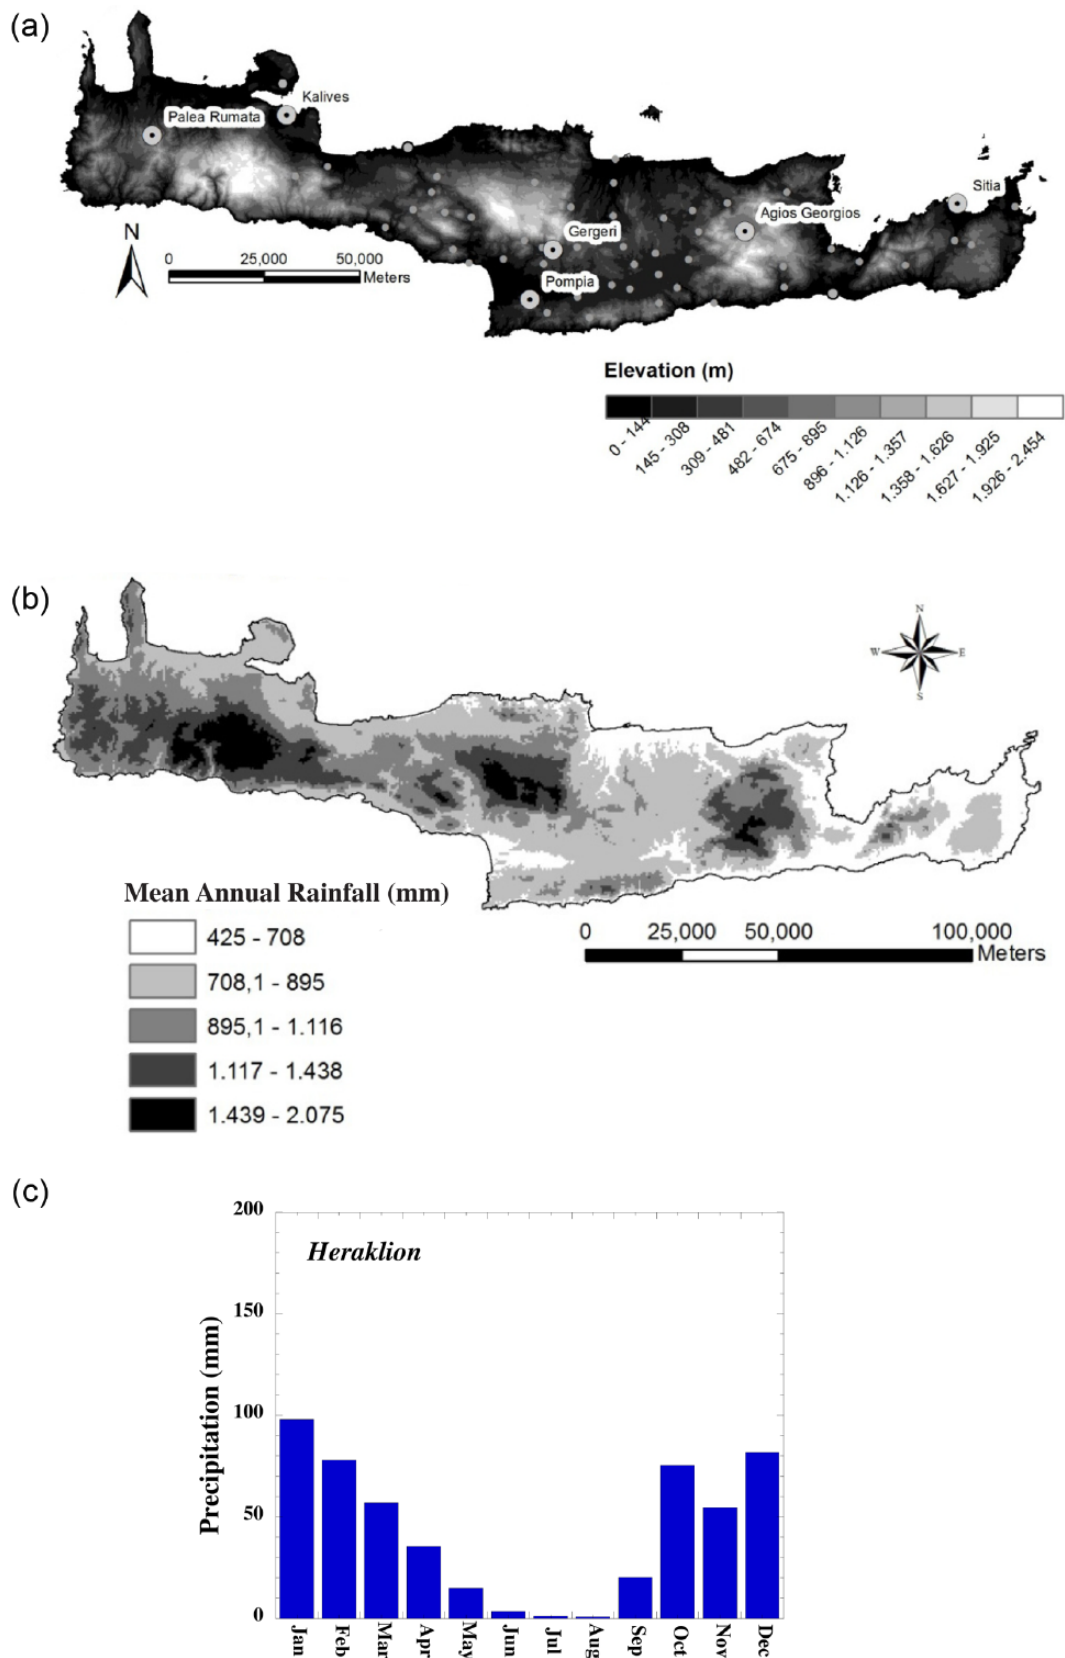 (a)
Kalives
Palea Rumata
Sitia
Agios Georgios
Gergeri
N
0 25,000 50,000
Meters
Pompia
Elevation (m)
0 - 144
145 - 308
309 - 481
482 - 674
675 - 895
896 - 1.126
1.126 - 1.357
1.358 - 1.626
1.627 - 1.925
1.926 - 2.454
(b)
N
W E
S
Mean Annual Rainfall (mm)
425 - 708
708,1 - 895
895,1 - 1.116
1.117 - 1.438
1.439 - 2.075
0 25,000 50,000 100,000
Meters
(c)
Heraklion
Precipitation (mm)
200
150
100
50
0
Jan Feb Mar Apr May Jun Jul Aug Sep Oct Nov Dec